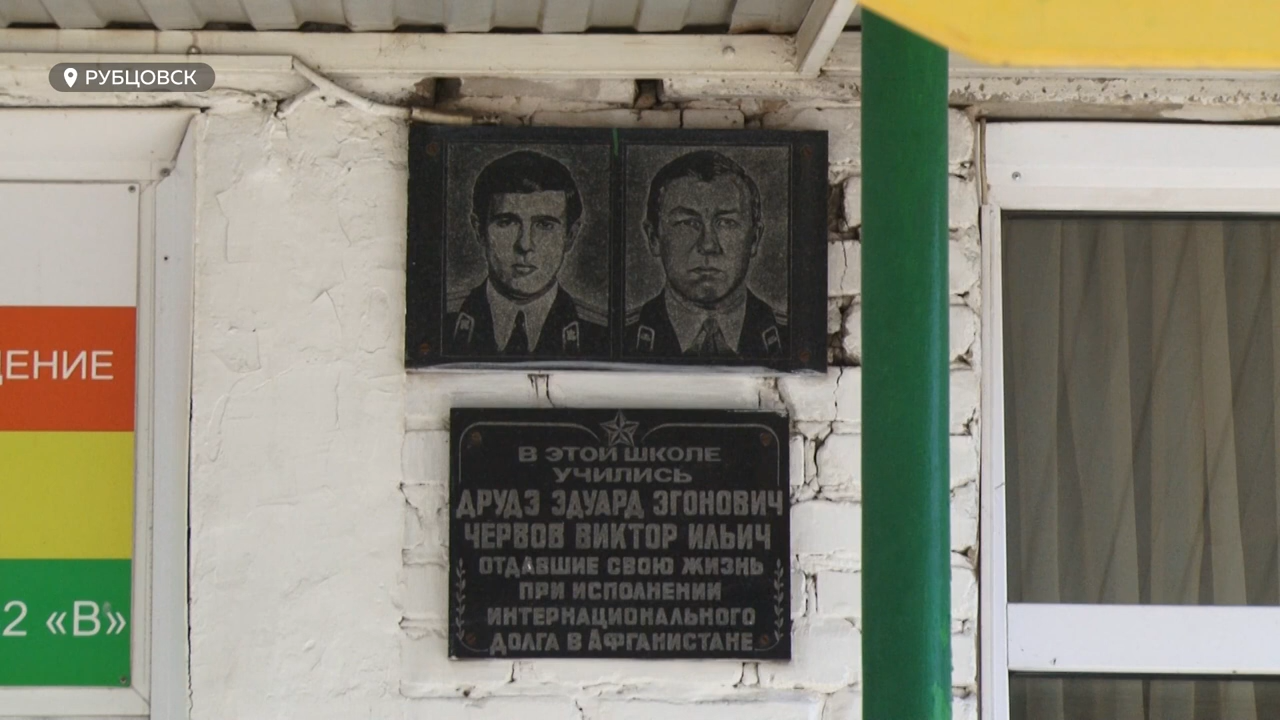 РУБЦОВСК
ДЕНИЕ
2 «В»
В ЭТОЙ ШКОЛЕ
УЧИЛИСЬ
ДРУДЗ ЭДУАРД ЭГОНОВИЧ
ЧЕРВОВ ВИКТОР ИЛЬИЧ
ОТДАВШИЕ СВОЮ ЖИЗНЬ
ПРИ ИСПОЛНЕНИИ
ИНТЕРНАЦИОНАЛЬНОГО
ДОЛГА В АФГАНИСТАНЕ